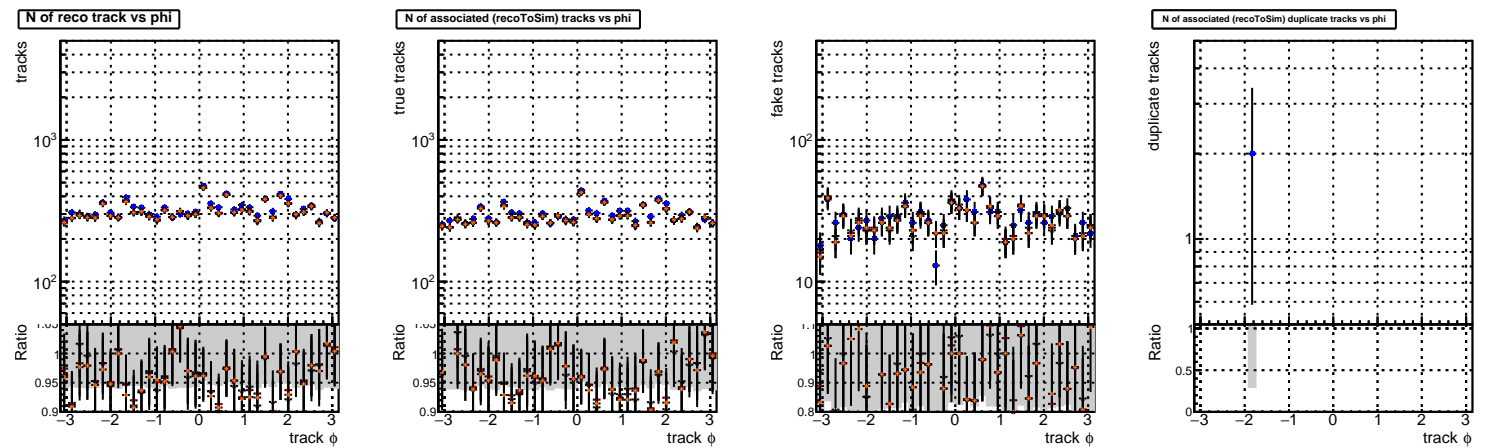 N of reco track vs phi
tracks
10³
10²
Ratio
1
0.95
0.9
−3 −2 −1 0 1 2 3
track ϕ
N of associated (recoToSim) tracks vs phi
true tracks
10³
10²
Ratio
1
0.95
0.9
−3 −2 −1 0 1 2 3
track ϕ
fake tracks
10²
10
Ratio
1
0.9
0.8
−3 −2 −1 0 1 2 3
track ϕ
N of associated (recoToSim) duplicate tracks vs phi
duplicate tracks
1
Ratio
1
0.5
0
−3 −2 −1 0 1 2 3
track ϕ